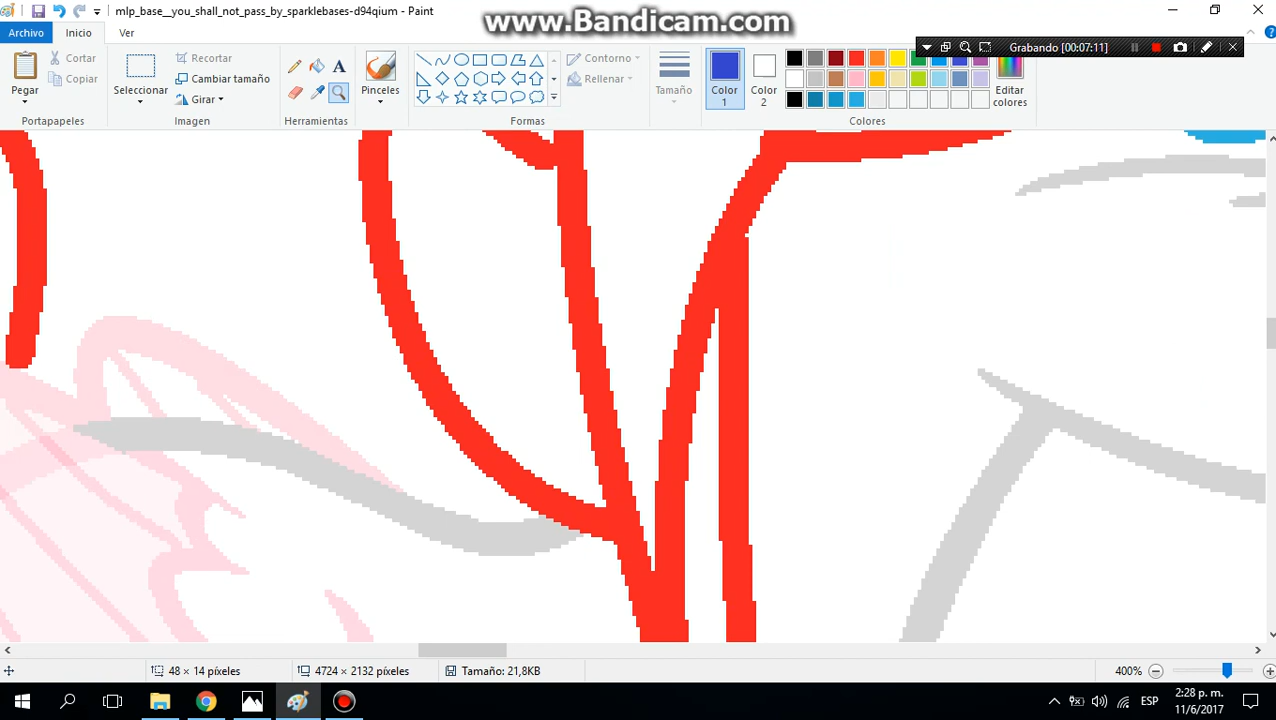 mlp_base__you_shall_not_pass_by_sparklebases-d94qium - Paint
www.Bandicam.com
Archivo Inicio Ver
Grabando [00:07:11]
Pegar
Cortar
Copiar
Portapapeles
Seleccionar
Recortar
Cambiar tamaño
Girar
Imagen
A
Herramientas
Pinceles
Contorno
Rellenar
Formas
Tamaño
Color 1
Color 2
Editar colores
Colores
48 × 14 píxeles
4724 × 2132 píxeles
Tamaño: 21,8KB
400%
ESP
2:28 p. m.
11/6/2017